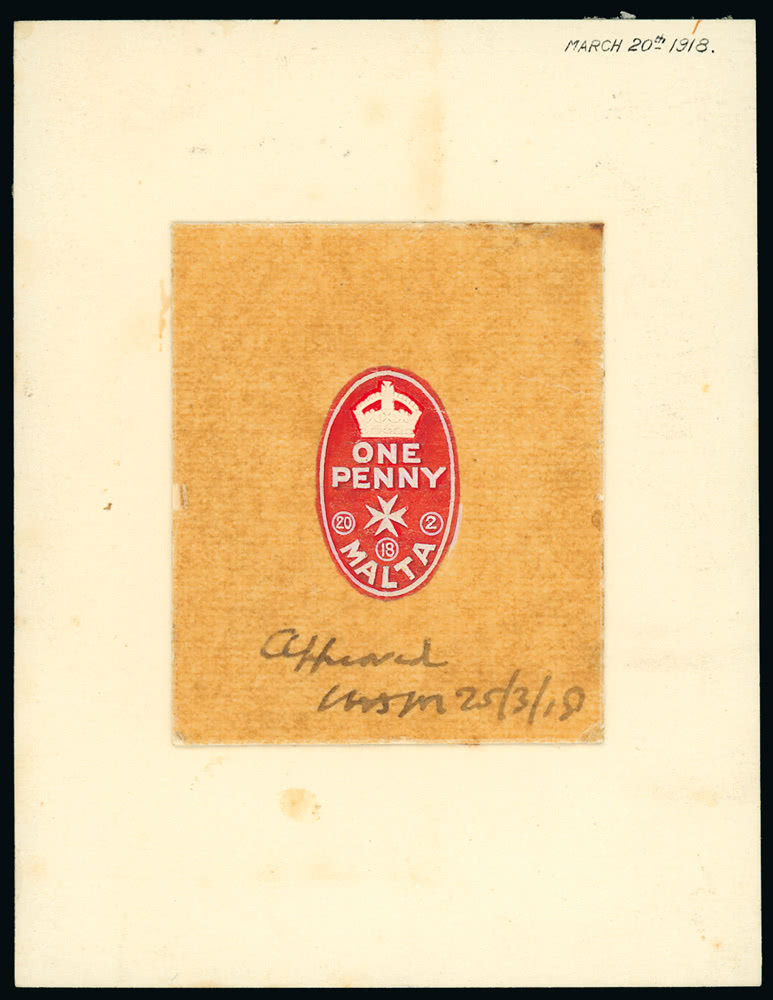 MARCH 20th 1918.
ONE
PENNY
20 2
18
MALTA
Approved
25/3/18